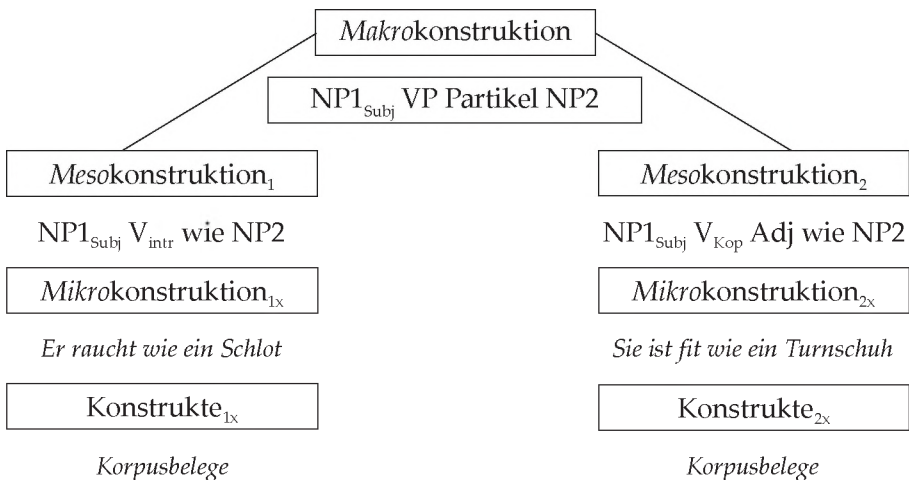 Makrokonstruktion
NP1Subj VP Partikel NP2
Mesokonstruktion1
Mesokonstruktion2
NP1Subj Vintr wie NP2
NP1Subj VKop Adj wie NP2
Mikrokonstruktion1x
Mikrokonstruktion2x
Er raucht wie ein Schlot
Sie ist fit wie ein Turnschuh
Konstrukte1x
Konstrukte2x
Korpusbelege
Korpusbelege